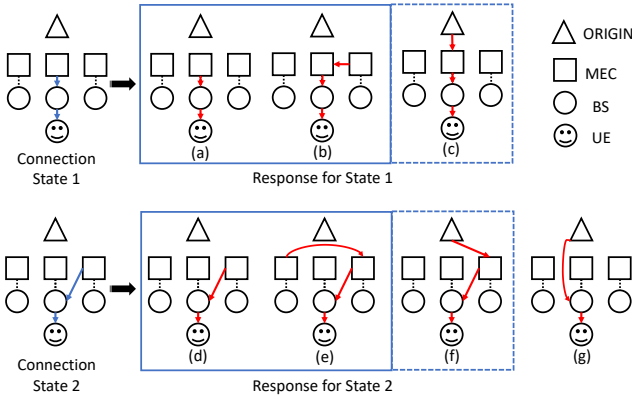 ORIGIN
MEC
BS
UE
(a)
(b)
(c)
Connection
State 1
Response for State 1
(d)
(e)
(f)
(g)
Connection
State 2
Response for State 2